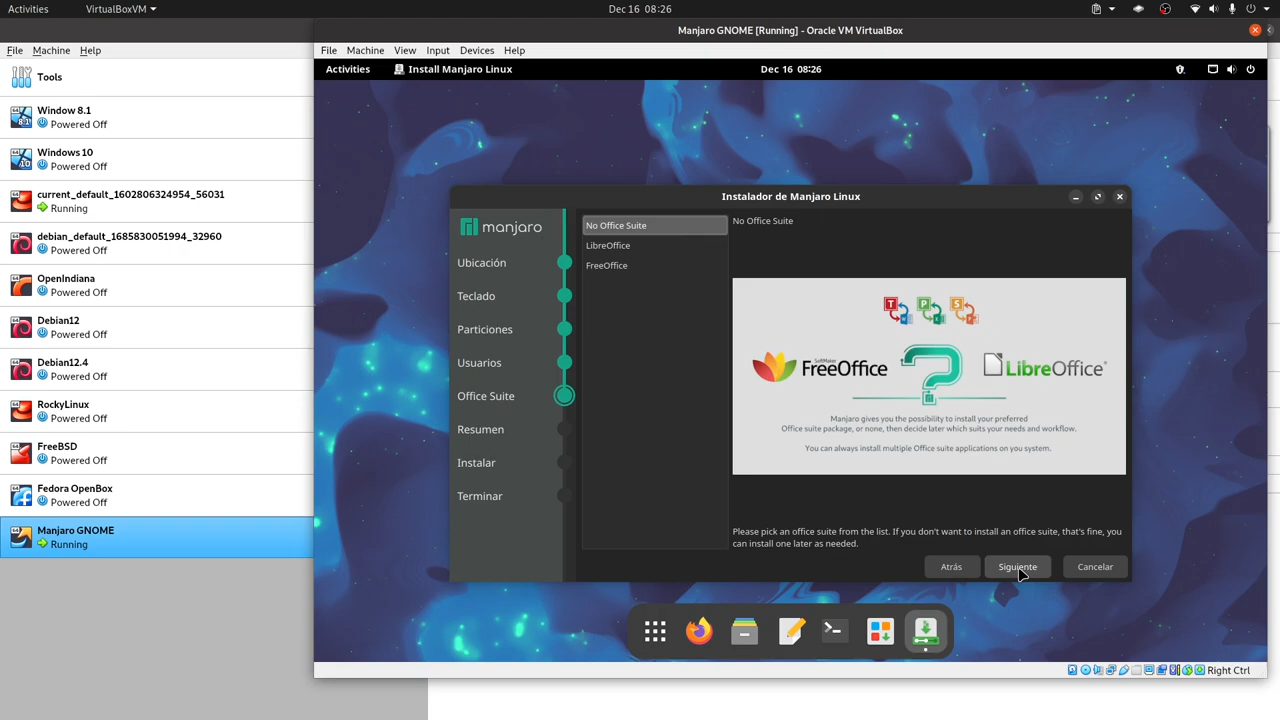 Activities
VirtualBoxVM
Dec 16 08:26
Manjaro GNOME [Running] - Oracle VM VirtualBox
File Machine Help
Tools
Window 8.1
Powered Off
Windows 10
Powered Off
current_default_1602806324954_56031
Running
debian_default_1685830051994_32960
Powered Off
OpenIndiana
Powered Off
Debian12
Powered Off
Debian12.4
Powered Off
RockyLinux
Powered Off
FreeBSD
Powered Off
Fedora OpenBox
Powered Off
Manjaro GNOME
Running
File Machine View Input Devices Help
Activities
Install Manjaro Linux
Dec 16 08:26
Instalador de Manjaro Linux
manjaro
Ubicación
Teclado
Particiones
Usuarios
Office Suite
Resumen
Instalar
Terminar
No Office Suite
LibreOffice
FreeOffice
No Office Suite
T P S
SoftMaker
FreeOffice
LibreOffice®
Manjaro gives you the possibility to install your preferred
Office suite package, or none, then decide later which suits your needs and workflow.
You can always install multiple Office suite applications on you system.
Please pick an office suite from the list. If you don't want to install an office suite, that's fine, you
can install one later as needed.
Atrás
Siguiente
Cancelar
Right Ctrl